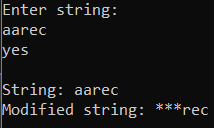 Enter string:
aarec
yes
String: aarec
Modified string: ***rec